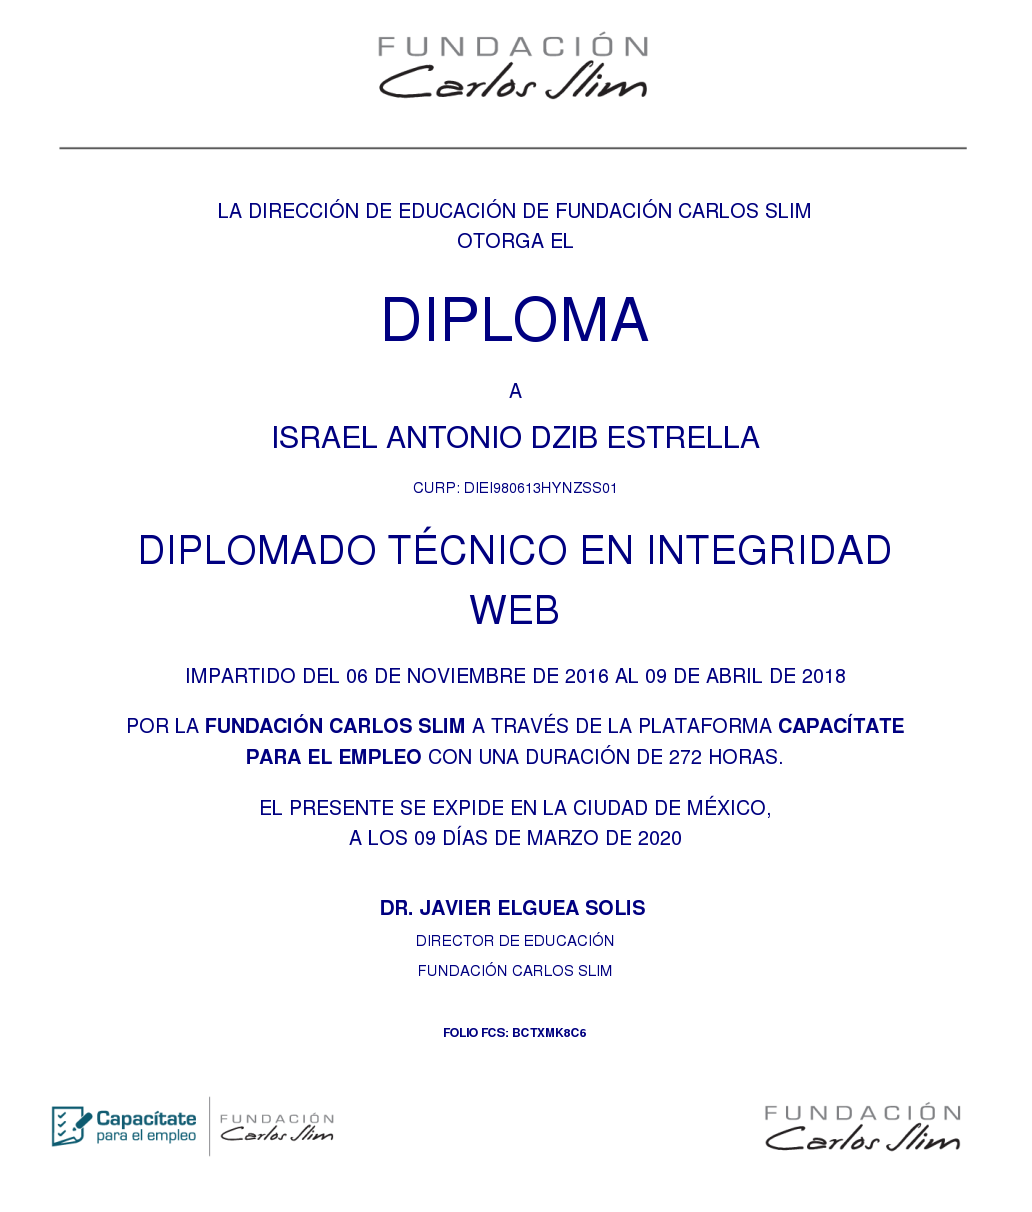 FUNDACIÓN
Carlos Slim
LA DIRECCIÓN DE EDUCACIÓN DE FUNDACIÓN CARLOS SLIM
OTORGA EL
DIPLOMA
A
ISRAEL ANTONIO DZIB ESTRELLA
CURP: DIEI980613HYNZSS01
DIPLOMADO TÉCNICO EN INTEGRIDAD
WEB
IMPARTIDO DEL 06 DE NOVIEMBRE DE 2016 AL 09 DE ABRIL DE 2018
POR LA FUNDACIÓN CARLOS SLIM A TRAVÉS DE LA PLATAFORMA CAPACÍTATE
PARA EL EMPLEO CON UNA DURACIÓN DE 272 HORAS.
EL PRESENTE SE EXPIDE EN LA CIUDAD DE MÉXICO,
A LOS 09 DÍAS DE MARZO DE 2020
DR. JAVIER ELGUEA SOLIS
DIRECTOR DE EDUCACIÓN
FUNDACIÓN CARLOS SLIM
FOLIO FCS: BCTXMK8C6
Capacítate
para el empleo
FUNDACIÓN
Carlos Slim
FUNDACIÓN
Carlos Slim